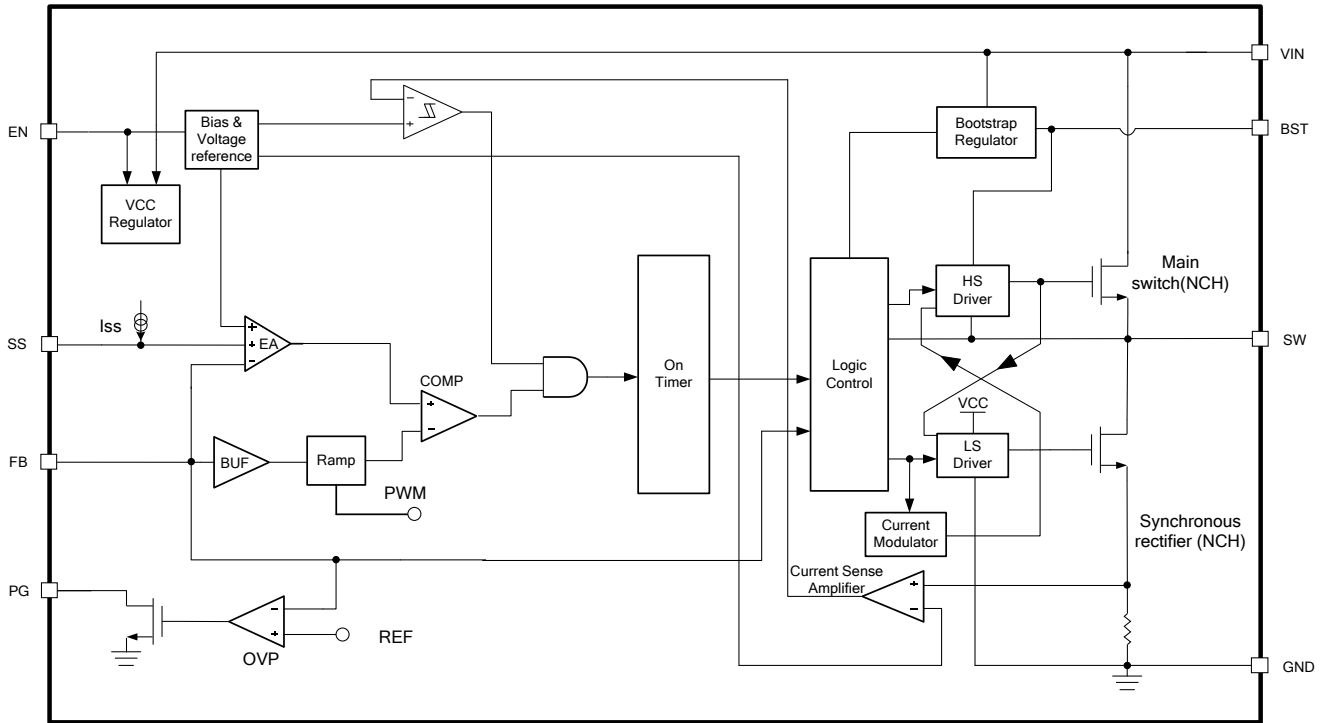 VIN
EN
Bias &
Voltage
reference
−
+
Bootstrap
Regulator
BST
VCC
Regulator
HS
Driver
Main
switch(NCH)
Iss
SS
+
+
−
EA
On
Timer
Logic
Control
SW
COMP
+
−
VCC
LS
Driver
FB
BUF
Ramp
PWM
Current
Modulator
Synchronous
rectifier (NCH)
Current Sense
Amplifier
+
−
PG
−
+
REF
OVP
GND